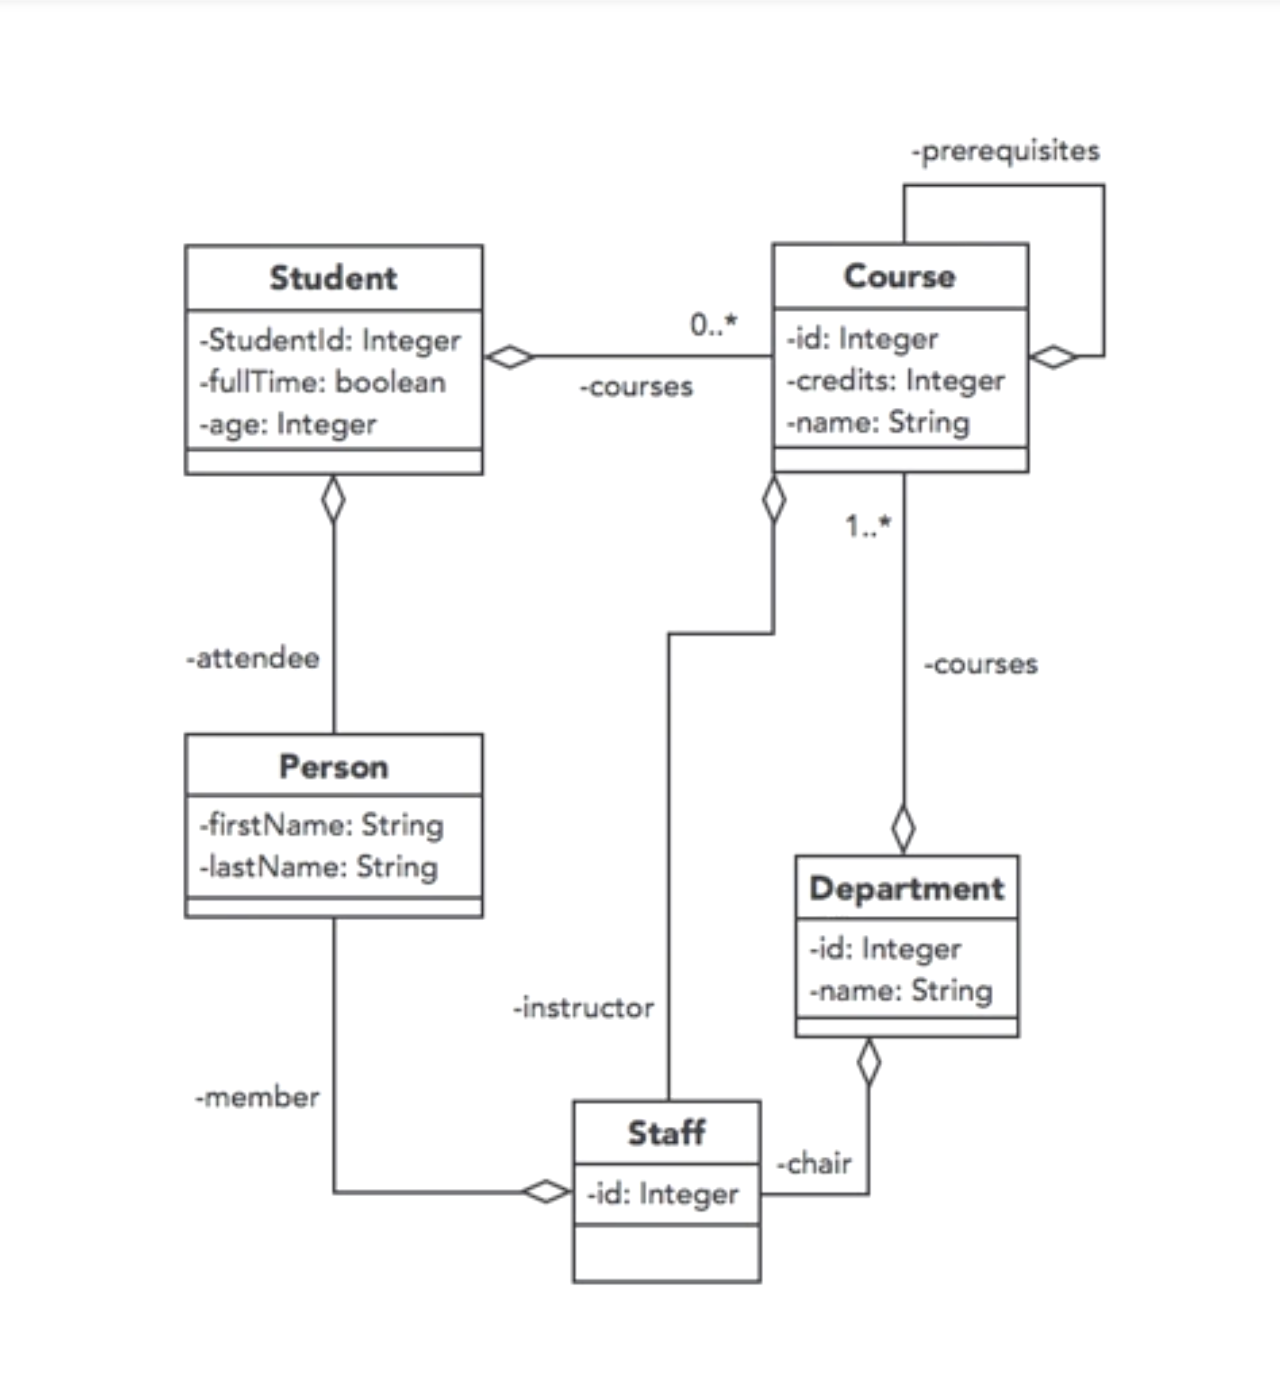 -prerequisites
Student
-StudentId: Integer
-fullTime: boolean
-age: Integer
0..*
-courses
Course
-id: Integer
-credits: Integer
-name: String
1..*
-attendee
-courses
Person
-firstName: String
-lastName: String
Department
-id: Integer
-name: String
-instructor
-member
Staff
-id: Integer
-chair